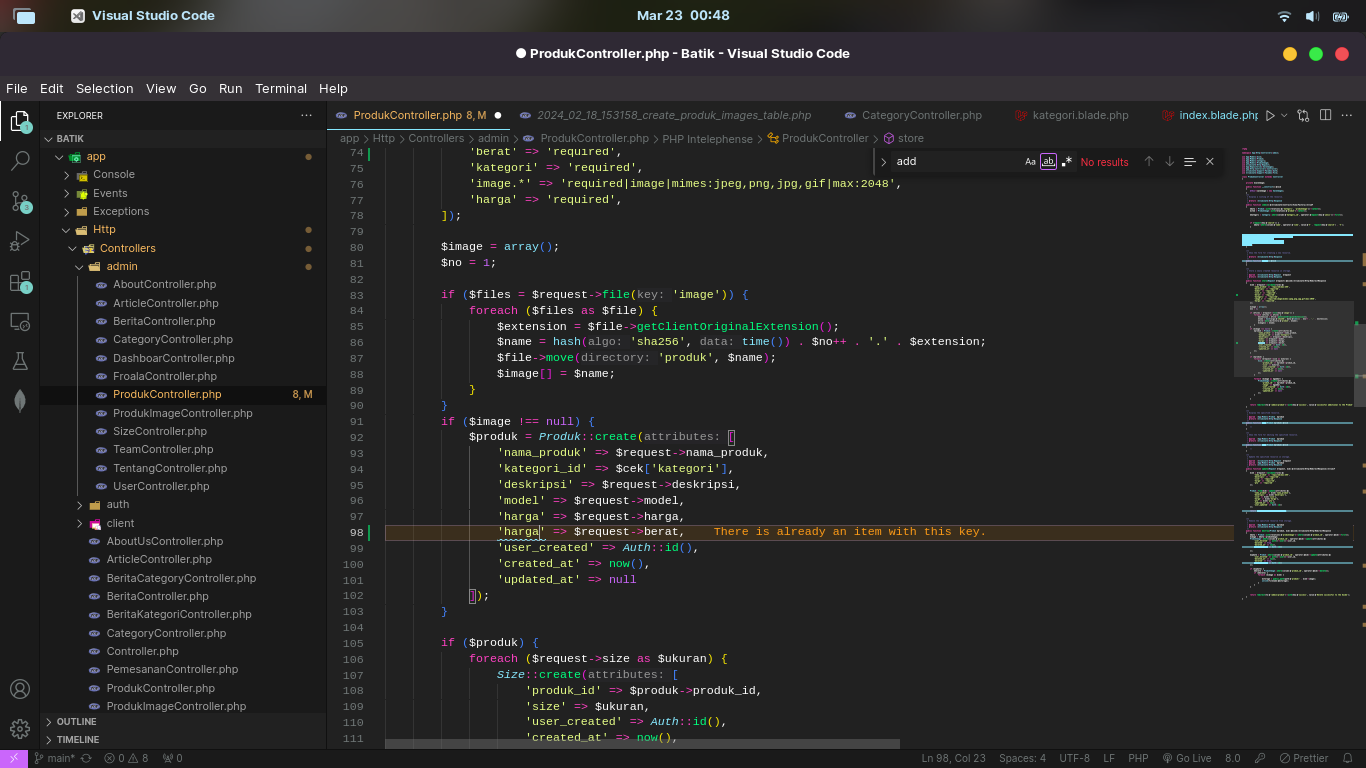 Visual Studio Code
Mar 23 00:48
ProdukController.php - Batik - Visual Studio Code
File Edit Selection View Go Run Terminal Help
EXPLORER
BATIK
app
Console
Events
Exceptions
Http
Controllers
admin
AboutController.php
ArticleController.php
BeritaController.php
CategoryController.php
DashboarController.php
FroalaController.php
ProdukController.php 8, M
ProdukImageController.php
SizeController.php
TeamController.php
TentangController.php
UserController.php
auth
client
AboutUsController.php
ArticleController.php
BeritaCategoryController.php
BeritaController.php
BeritaKategoriController.php
CategoryController.php
Controller.php
PemesananController.php
ProdukController.php
ProdukImageController.php
OUTLINE
TIMELINE
ProdukController.php 8, M 2024_02_18_153158_create_produk_images_table.php CategoryController.php kategori.blade.php index.blade.php
app > Http > Controllers > admin > ProdukController.php > PHP Intelephense > ProdukController > store
add Aa ab No results
74 'berat' => 'required',
75 'kategori' => 'required',
76 'image.*' => 'required|image|mimes:jpeg,png,jpg,gif|max:2048',
77 'harga' => 'required',
78 ]);
79
80 $image = array();
81 $no = 1;
82
83 if ($files = $request->file(key: 'image')) {
84 foreach ($files as $file) {
85 $extension = $file->getClientOriginalExtension();
86 $name = hash(algo: 'sha256', data: time()) . $no++ . '.' . $extension;
87 $file->move(directory: 'produk', $name);
88 $image[] = $name;
89 }
90 }
91 if ($image !== null) {
92 $produk = Produk::create(attributes: [
93 'nama_produk' => $request->nama_produk,
94 'kategori_id' => $cek['kategori'],
95 'deskripsi' => $request->deskripsi,
96 'model' => $request->model,
97 'harga' => $request->harga,
98 'harga' => $request->berat, There is already an item with this key.
99 'user_created' => Auth::id(),
100 'created_at' => now(),
101 'updated_at' => null
102 ]);
103 }
104
105 if ($produk) {
106 foreach ($request->size as $ukuran) {
107 Size::create(attributes: [
108 'produk_id' => $produk->produk_id,
109 'size' => $ukuran,
110 'user_created' => Auth::id(),
111 'created_at' => now(),
main* 0 8 0 Ln 98, Col 23 Spaces: 4 UTF-8 LF PHP Go Live 8.0 Prettier